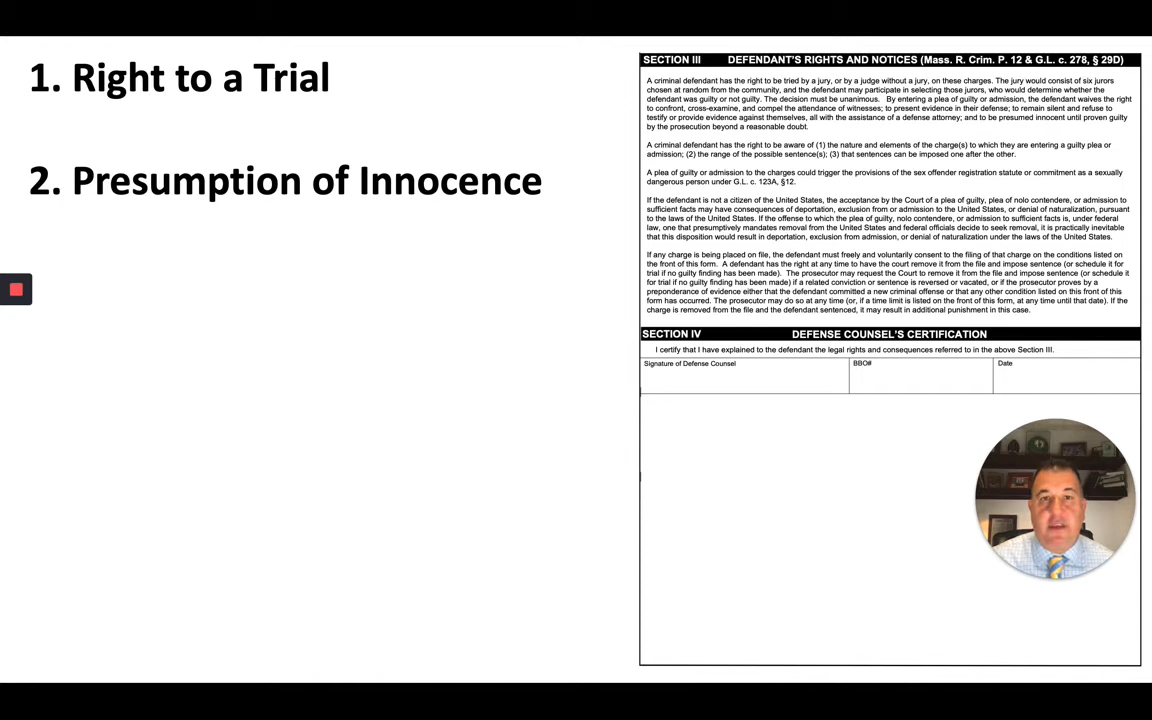 1. Right to a Trial
2. Presumption of Innocence
SECTION III DEFENDANT'S RIGHTS AND NOTICES (Mass. R. Crim. P. 12 & G.L. c. 278, § 29D)
A criminal defendant has the right to be tried by a jury, or by a judge without a jury, on these charges. The jury would consist of six jurors
chosen at random from the community, and the defendant may participate in selecting those jurors, who would determine whether the
defendant was guilty or not guilty. The decision must be unanimous. By entering a plea of guilty or admission, the defendant waives the right
to confront, cross-examine, and compel the attendance of witnesses; to present evidence in their defense; to remain silent and refuse to
testify or provide evidence against themselves, all with the assistance of a defense attorney; and to be presumed innocent until proven guilty
by the prosecution beyond a reasonable doubt.
A criminal defendant has the right to be aware of (1) the nature and elements of the charge(s) to which they are entering a guilty plea or
admission; (2) the range of the possible sentence(s); (3) that sentences can be imposed one after the other.
A plea of guilty or admission to the charges could trigger the provisions of the sex offender registration statute or commitment as a sexually
dangerous person under G.L. c. 123A, §12.
If the defendant is not a citizen of the United States, the acceptance by the Court of a plea of guilty, plea of nolo contendere, or admission to
sufficient facts may have consequences of deportation, exclusion from or admission to the United States, or denial of naturalization, pursuant
to the laws of the United States. If the offense to which the plea of guilty, nolo contendere, or admission to sufficient facts is, under federal
law, one that presumptively mandates removal from the United States and federal officials decide to seek removal, it is practically inevitable
that this disposition would result in deportation, exclusion from admission, or denial of naturalization under the laws of the United States.
If any charge is being placed on file, the defendant must freely and voluntarily consent to the filing of that charge on the conditions listed on
the front of this form. A defendant has the right at any time to have the court remove it from the file and impose sentence (or schedule it for
trial if no guilty finding has been made). The prosecutor may request the Court to remove it from the file and impose sentence (or schedule it
for trial if no guilty finding has been made) if a related conviction or sentence is reversed or vacated, or if the prosecutor proves by a
preponderance of evidence either that the defendant committed a new criminal offense or that any other condition listed on this front of this
form has occurred. The prosecutor may do so at any time (or, if a time limit is listed on the front of this form, at any time until that date). If the
charge is removed from the file and the defendant sentenced, it may result in additional punishment in this case.
SECTION IV DEFENSE COUNSEL'S CERTIFICATION
I certify that I have explained to the defendant the legal rights and consequences referred to in the above Section III.
Signature of Defense Counsel BBO# Date